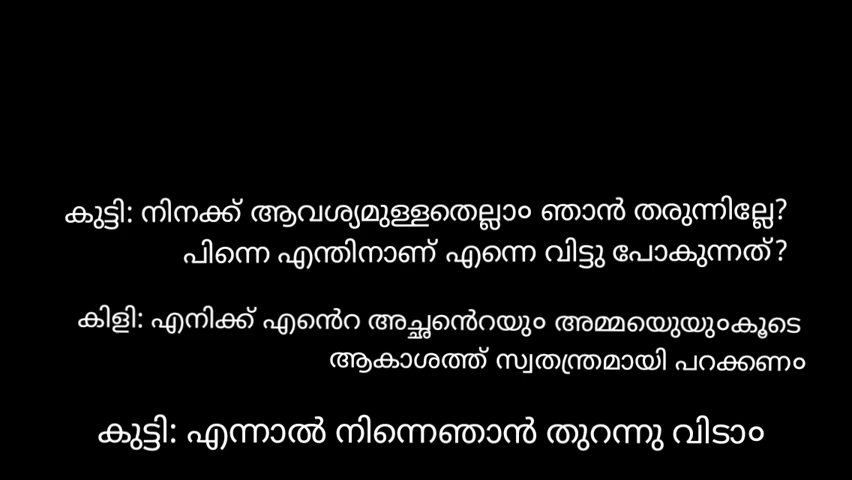 കുട്ടി: നിനക്ക് ആവശ്യമുള്ളതെല്ലാം ഞാൻ തരുന്നില്ലേ?
പിന്നെ എന്തിനാണ് എന്നെ വിട്ടു പോകുന്നത്?
കിളി: എനിക്ക് എൻെറ അച്ഛൻെറയും അമ്മയെുയുംകൂടെ
ആകാശത്ത് സ്വതന്ത്രമായി പറക്കണം
കുട്ടി: എന്നാൽ നിന്നെഞാൻ തുറന്നു വിടാം